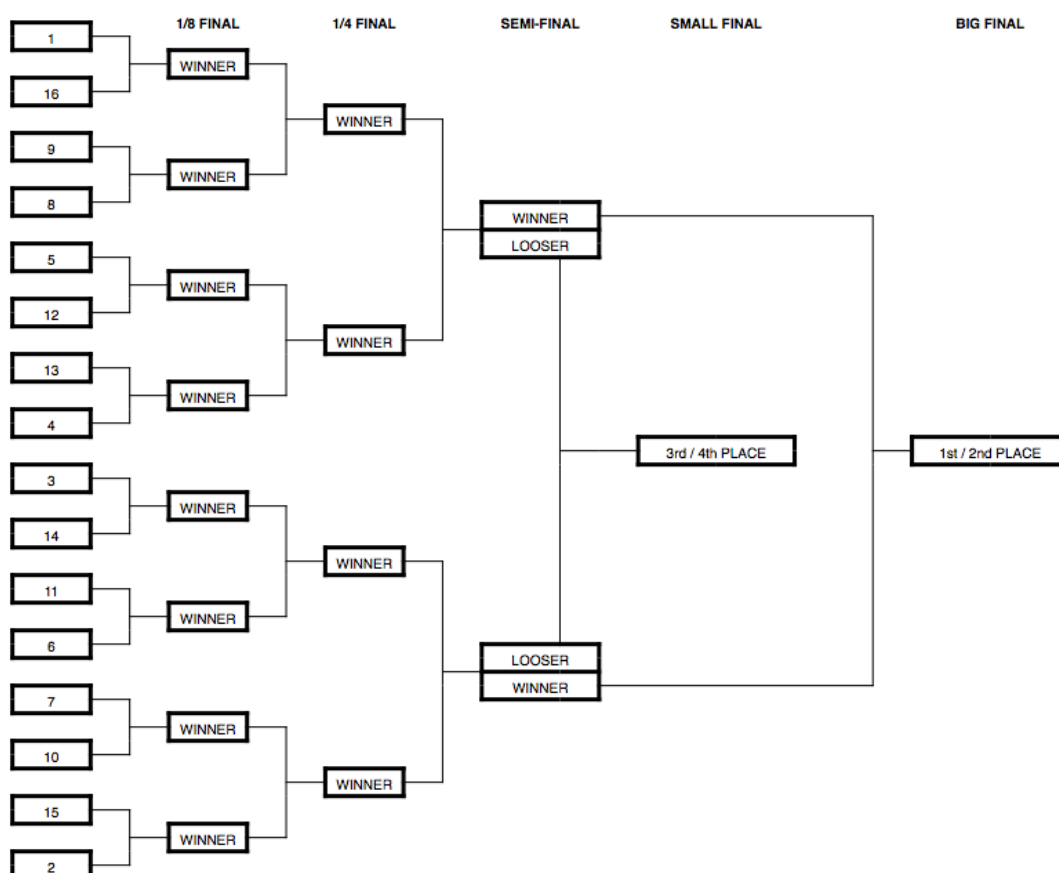 1/8 FINAL 1/4 FINAL SEMI-FINAL SMALL FINAL BIG FINAL
1
WINNER
16
WINNER
9
WINNER
8
WINNER
LOOSER
5
WINNER
12
WINNER
13
WINNER
4
3rd / 4th PLACE
1st / 2nd PLACE
3
WINNER
14
WINNER
11
WINNER
6
LOOSER
WINNER
7
WINNER
10
WINNER
15
WINNER
2